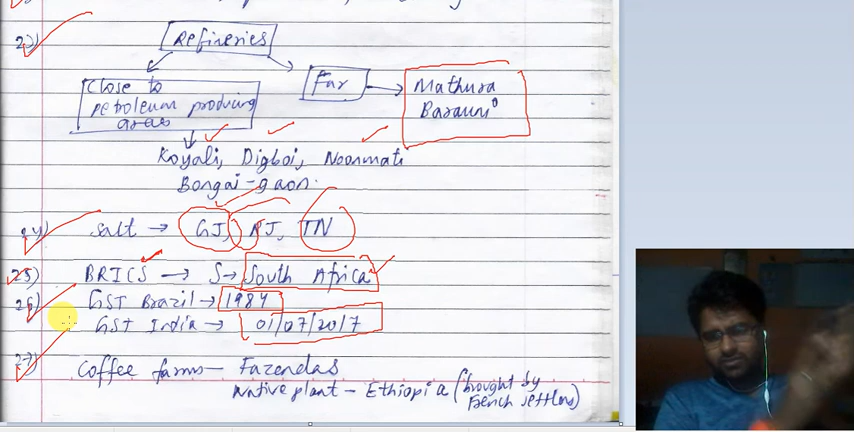 23) Refineries
Close to petroleum producing areas
Far → Mathura
Barauni
Koyali, Digboi, Noonmati
Bongai-gaon.
24) Salt → GJ, RJ, TN
25) BRICS → S → South Africa
26) GST Brazil → 1984
GST India → 01/07/2017
27) Coffee farms - Fazendas
Native plant - Ethiopia (brought by
French settlers)